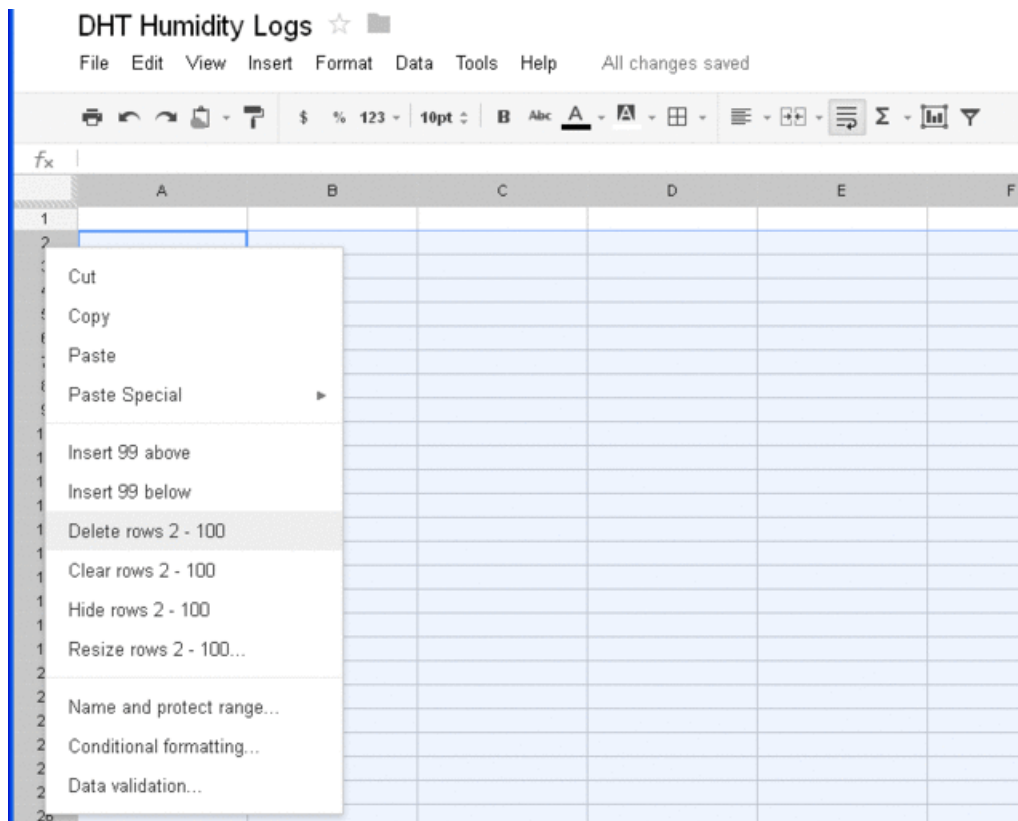 DHT Humidity Logs
File Edit View Insert Format Data Tools Help All changes saved
$ % 123 10pt B Abc A A Σ
fx
A B C D E F
1
2
Cut
Copy
Paste
Paste Special
Insert 99 above
Insert 99 below
Delete rows 2 - 100
Clear rows 2 - 100
Hide rows 2 - 100
Resize rows 2 - 100...
Name and protect range...
Conditional formatting...
Data validation...